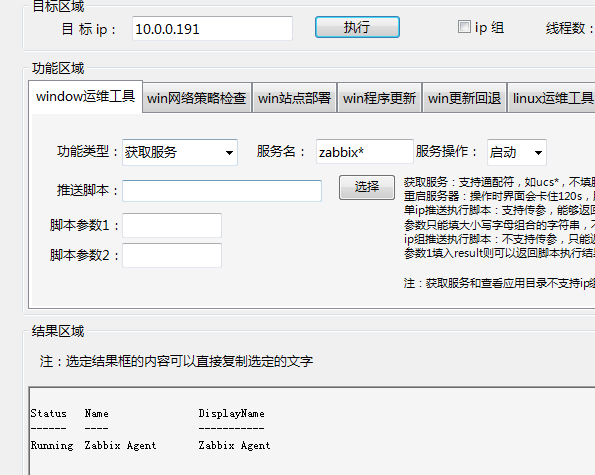 目标区域
目 标 ip： 10.0.0.191 执行 ip 组 线程数：
功能区域
window运维工具 win网络策略检查 win站点部署 win程序更新 win更新回退 linux运维工具
功能类型： 获取服务 服务名： zabbix* 服务操作： 启动
推送脚本： 选择
脚本参数1：
脚本参数2：
获取服务：支持通配符，如ucs*，不填
重启服务器：操作时界面会卡住120s，
单ip推送执行脚本：支持传参，能够返
参数只能填大小写字母组合的字符串，
ip组推送执行脚本：不支持传参，只能
参数1填入result则可以返回脚本执行结
注：获取服务和查看应用目录不支持ip
结果区域
注：选定结果框的内容可以直接复制选定的文字
Status Name DisplayName
------ ---- -----------
Running Zabbix Agent Zabbix Agent